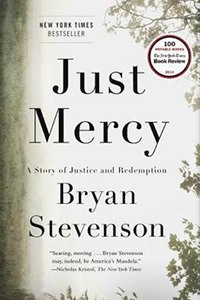 NEW YORK TIMES
BESTSELLER
100
NOTABLE BOOKS
The New York Times
Book Review
2014
Just
Mercy
A Story of Justice and Redemption
Bryan
Stevenson
"Searing, moving . . . Bryan Stevenson
may, indeed, be America's Mandela."
—Nicholas Kristof, The New York Times